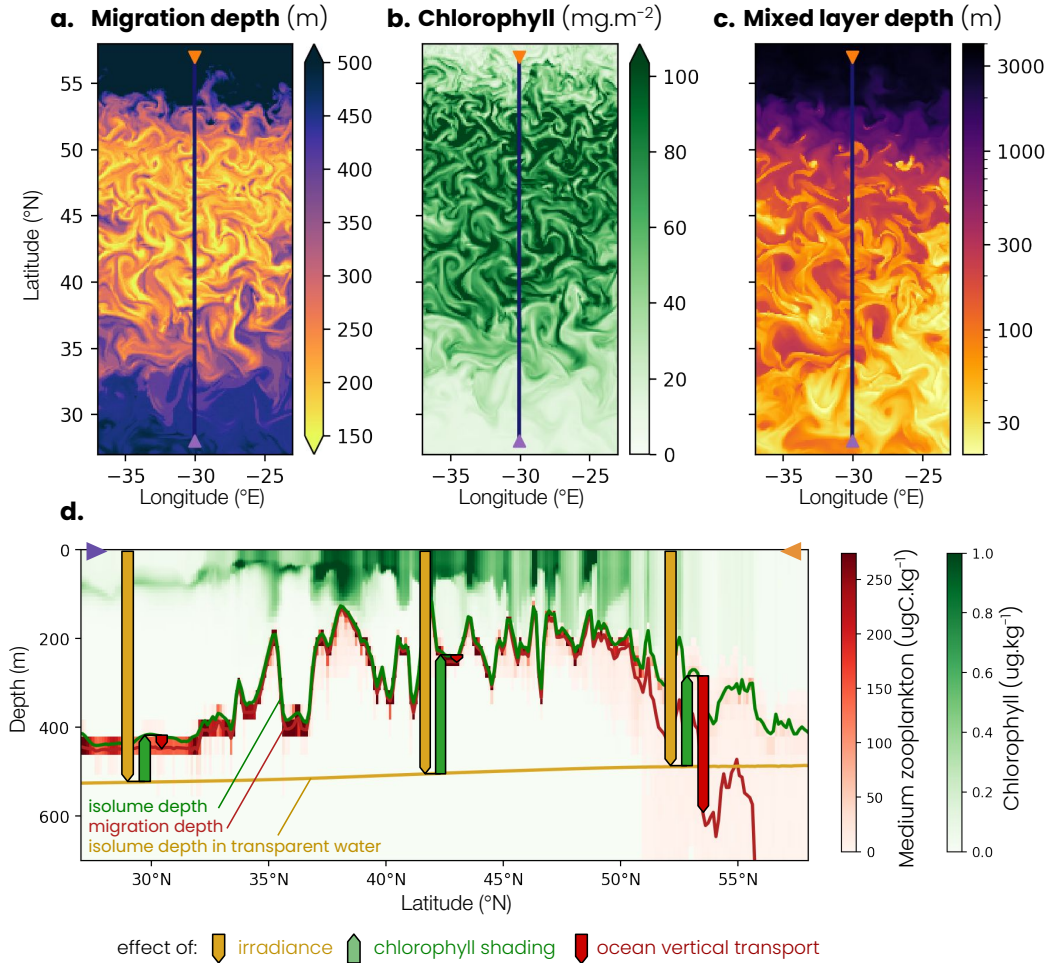 a. Migration depth (m)
b. Chlorophyll (mg.m⁻²)
c. Mixed layer depth (m)
Latitude (°N)
55
50
45
40
35
30
−35 −30 −25
Longitude (°E)
500
450
400
350
300
250
200
150
−35 −30 −25
Longitude (°E)
100
80
60
40
20
0
−35 −30 −25
Longitude (°E)
3000
1000
300
100
30
d.
Depth (m)
0
200
400
600
isolume depth
migration depth
isolume depth in transparent water
30°N 35°N 40°N 45°N 50°N 55°N
Latitude (°N)
250
200
150
100
50
0
Medium zooplankton (ugC.kg⁻¹)
1.0
0.8
0.6
0.4
0.2
0.0
Chlorophyll (ug.kg⁻¹)
effect of: irradiance chlorophyll shading ocean vertical transport